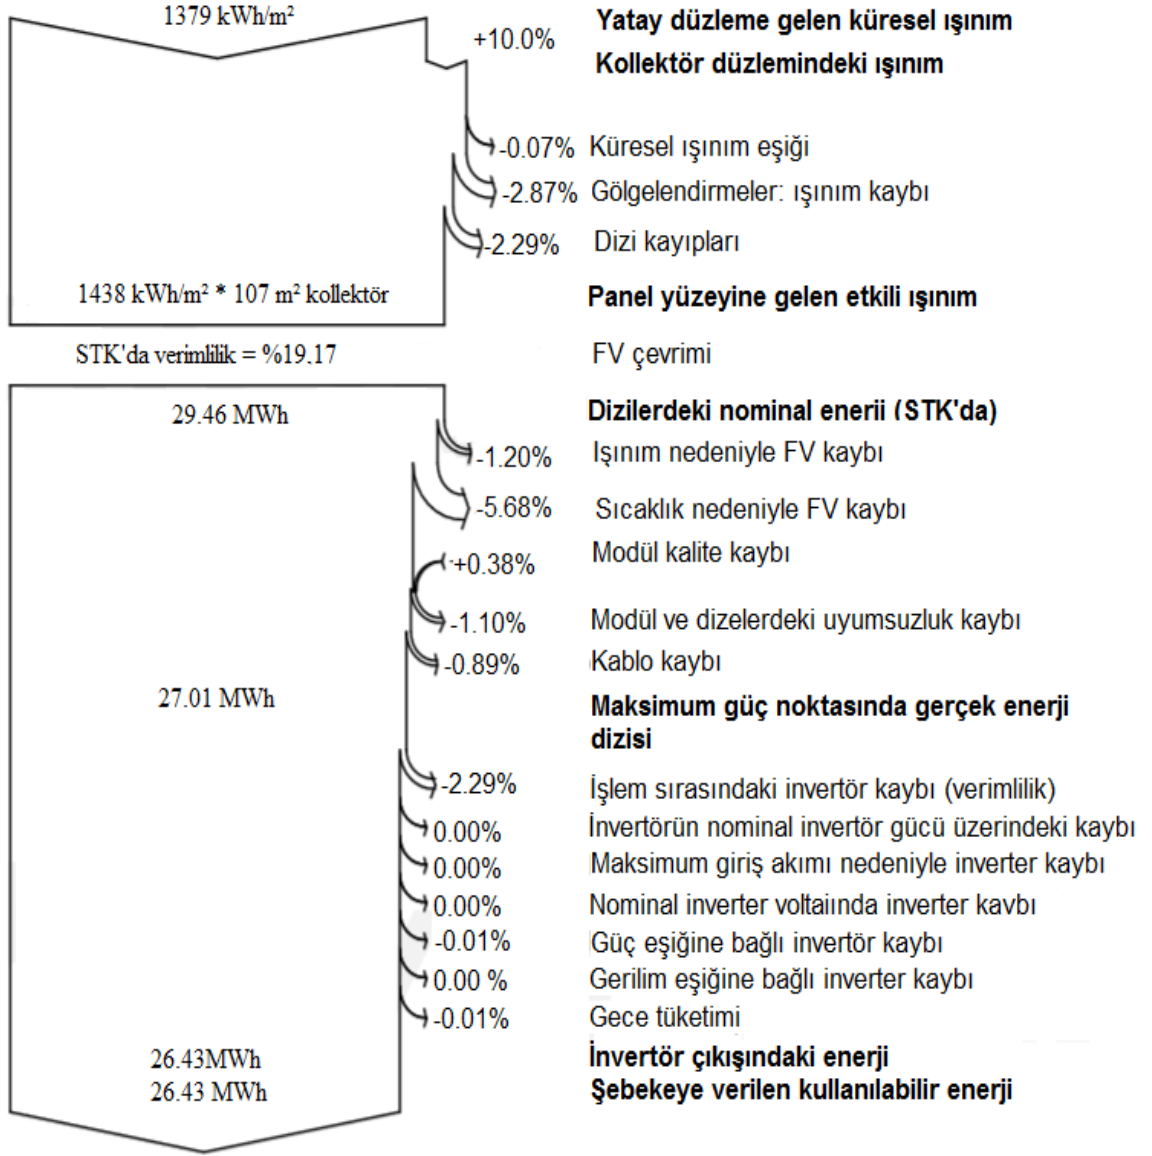 1379 kWh/m²
Yatay düzleme gelen küresel ışınım
+10.0%
Kollektör düzlemindeki ışınım
-0.07% Küresel ışınım eşiği
-2.87% Gölgelendirmeler: ışınım kaybı
-2.29% Dizi kayıpları
1438 kWh/m² * 107 m² kollektör
Panel yüzeyine gelen etkili ışınım
STK'da verimlilik = %19.17
FV çevrimi
29.46 MWh
Dizilerdeki nominal enerji (STK'da)
-1.20% Işınım nedeniyle FV kaybı
-5.68% Sıcaklık nedeniyle FV kaybı
+0.38% Modül kalite kaybı
-1.10% Modül ve dizelerdeki uyumsuzluk kaybı
-0.89% Kablo kaybı
27.01 MWh
Maksimum güç noktasında gerçek enerji
dizisi
-2.29% İşlem sırasındaki invertör kaybı (verimlilik)
0.00% İnvertörün nominal invertör gücü üzerindeki kaybı
0.00% Maksimum giriş akımı nedeniyle inverter kaybı
0.00% Nominal inverter voltajında inverter kaybı
-0.01% Güç eşiğine bağlı invertör kaybı
0.00 % Gerilim eşiğine bağlı inverter kaybı
-0.01% Gece tüketimi
26.43MWh İnvertör çıkışındaki enerji
26.43 MWh Şebekeye verilen kullanılabilir enerji